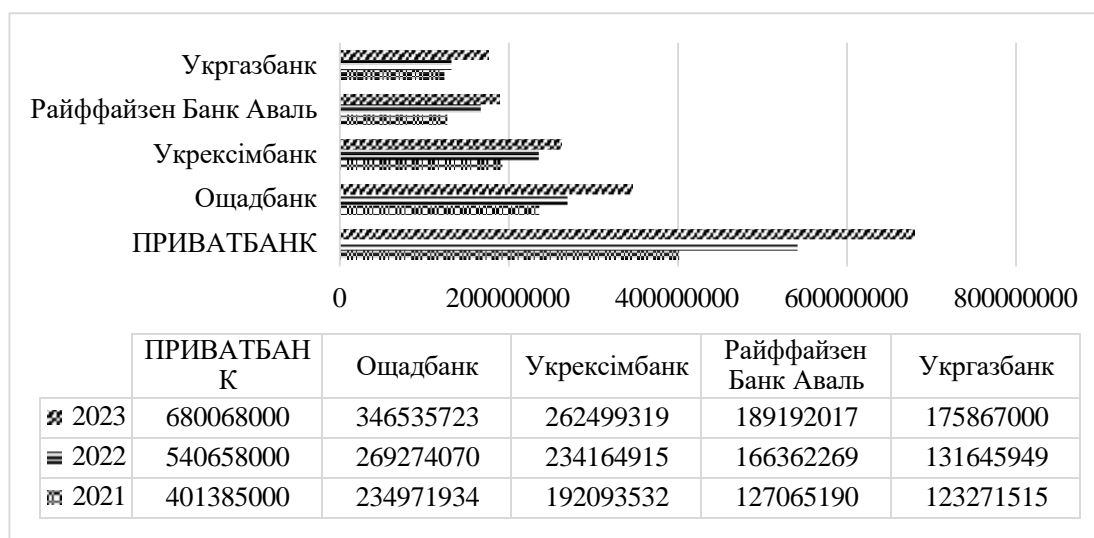 Укргазбанк
Райффайзен Банк Аваль
Укрексімбанк
Ощадбанк
ПРИВАТБАНК
0 200000000 400000000 600000000 800000000
ПРИВАТБАН
К
Ощадбанк
Укрексімбанк
Райффайзен
Банк Аваль
Укргазбанк
2023 680068000 346535723 262499319 189192017 175867000
2022 540658000 269274070 234164915 166362269 131645949
2021 401385000 234971934 192093532 127065190 123271515